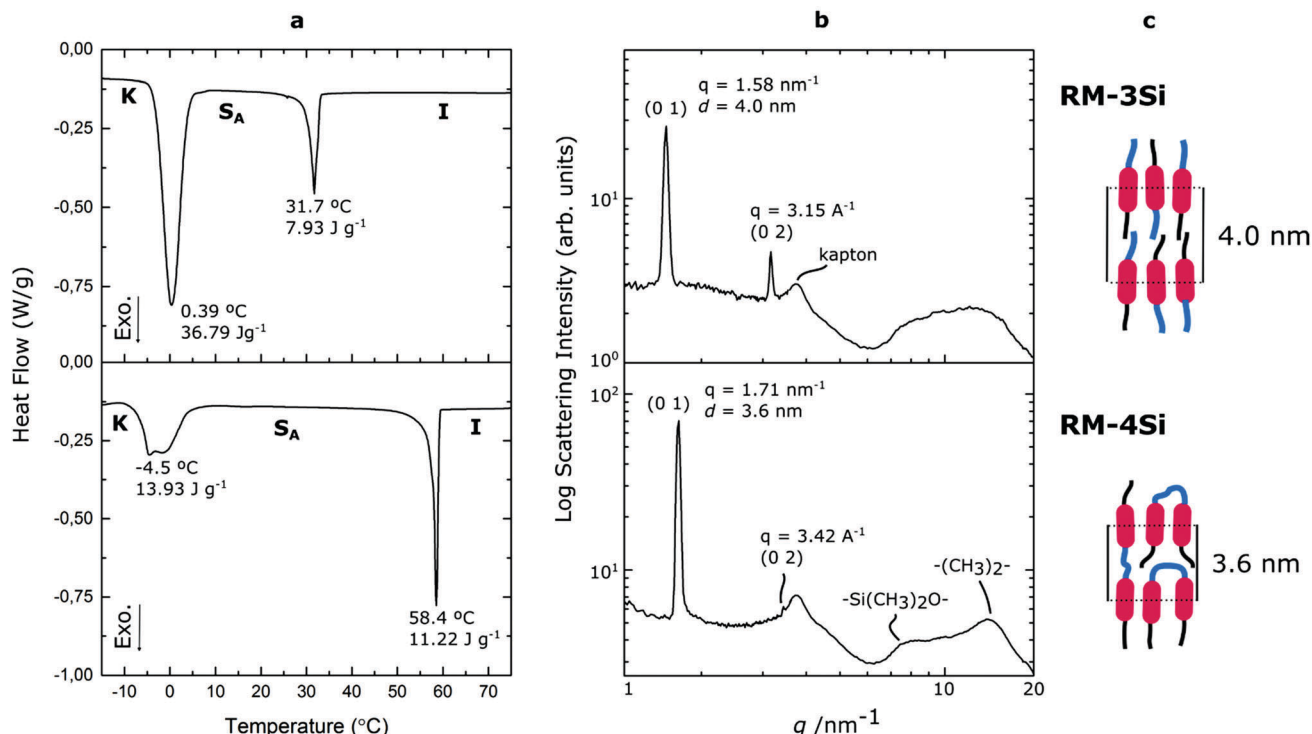 a
b
c
0,00
-0,25
-0,50
-0,75
0,00
-0,25
-0,50
-0,75
-1,00
Heat Flow (W/g)
K
S_A
I
31.7 ºC
7.93 J g⁻¹
0.39 ºC
36.79 Jg⁻¹
Exo.
K
S_A
I
-4.5 ºC
13.93 J g⁻¹
58.4 ºC
11.22 J g⁻¹
Exo.
-10 0 10 20 30 40 50 60 70
Temperature (°C)
Log Scattering Intensity (arb. units)
10¹
10⁰
10²
10¹
q = 1.58 nm⁻¹
d = 4.0 nm
(0 1)
q = 3.15 A⁻¹
(0 2)
kapton
q = 1.71 nm⁻¹
d = 3.6 nm
(0 1)
q = 3.42 A⁻¹
(0 2)
-Si(CH3)2O-
-(CH3)2-
1 10 20
q /nm⁻¹
RM-3Si
4.0 nm
RM-4Si
3.6 nm